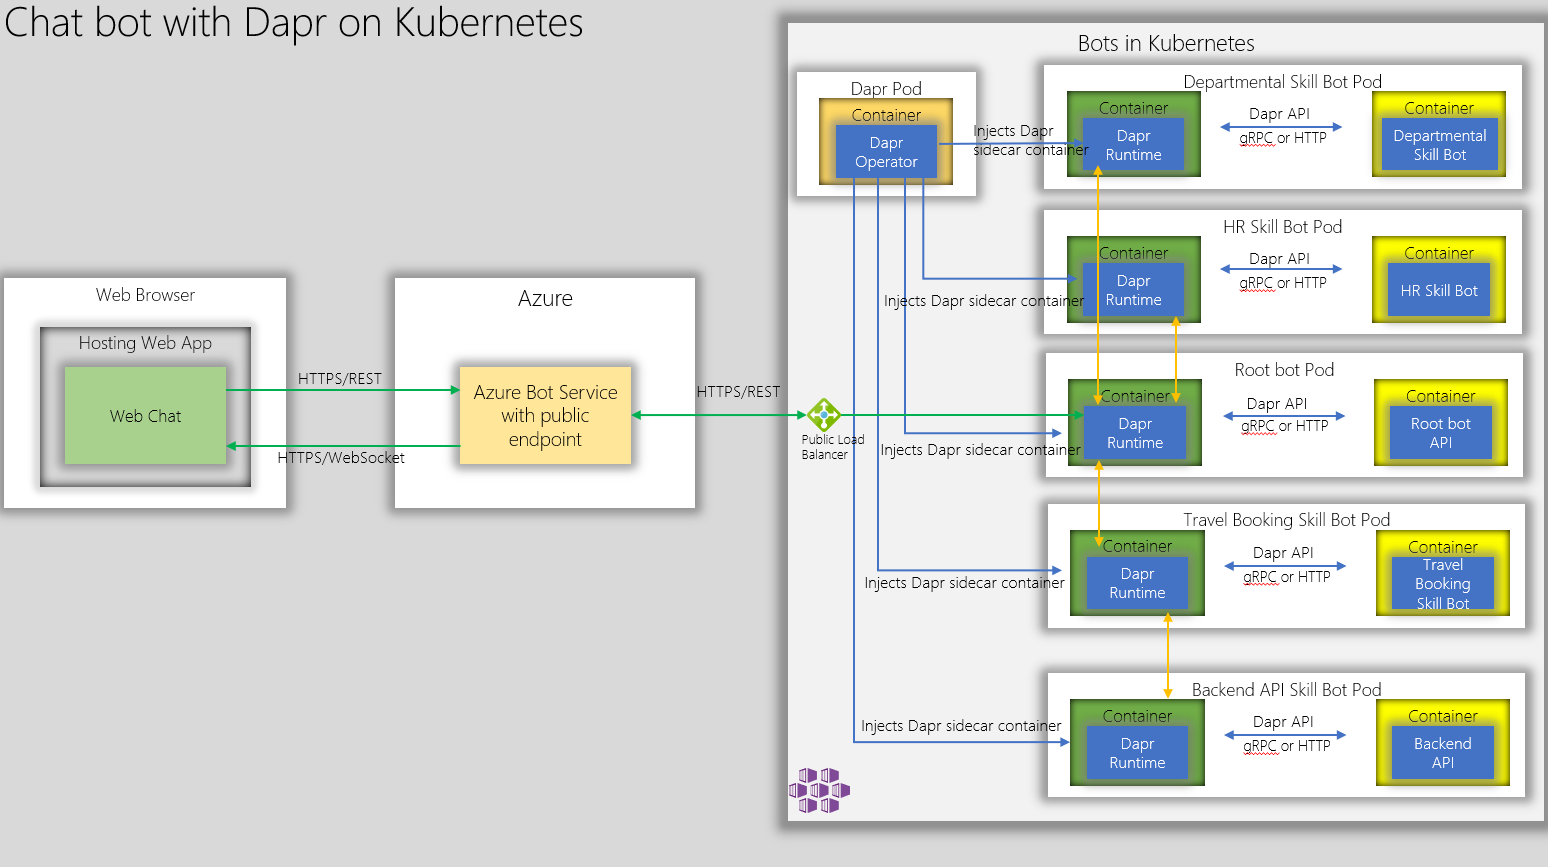 Chat bot with Dapr on Kubernetes
Web Browser
Hosting Web App
Web Chat
HTTPS/REST
HTTPS/WebSocket
Azure
Azure Bot Service
with public
endpoint
HTTPS/REST
Public Load
Balancer
Bots in Kubernetes
Dapr Pod
Container
Dapr
Operator
Injects Dapr
sidecar container
Departmental Skill Bot Pod
Container
Dapr
Runtime
Dapr API
gRPC or HTTP
Container
Departmental
Skill Bot
Injects Dapr sidecar container
HR Skill Bot Pod
Container
Dapr
Runtime
Dapr API
gRPC or HTTP
Container
HR Skill Bot
Injects Dapr sidecar container
Root bot Pod
Container
Dapr
Runtime
Dapr API
gRPC or HTTP
Container
Root bot
API
Injects Dapr sidecar container
Travel Booking Skill Bot Pod
Container
Dapr
Runtime
Dapr API
gRPC or HTTP
Container
Travel
Booking
Skill Bot
Injects Dapr sidecar container
Backend API Skill Bot Pod
Container
Dapr
Runtime
Dapr API
gRPC or HTTP
Container
Backend
API